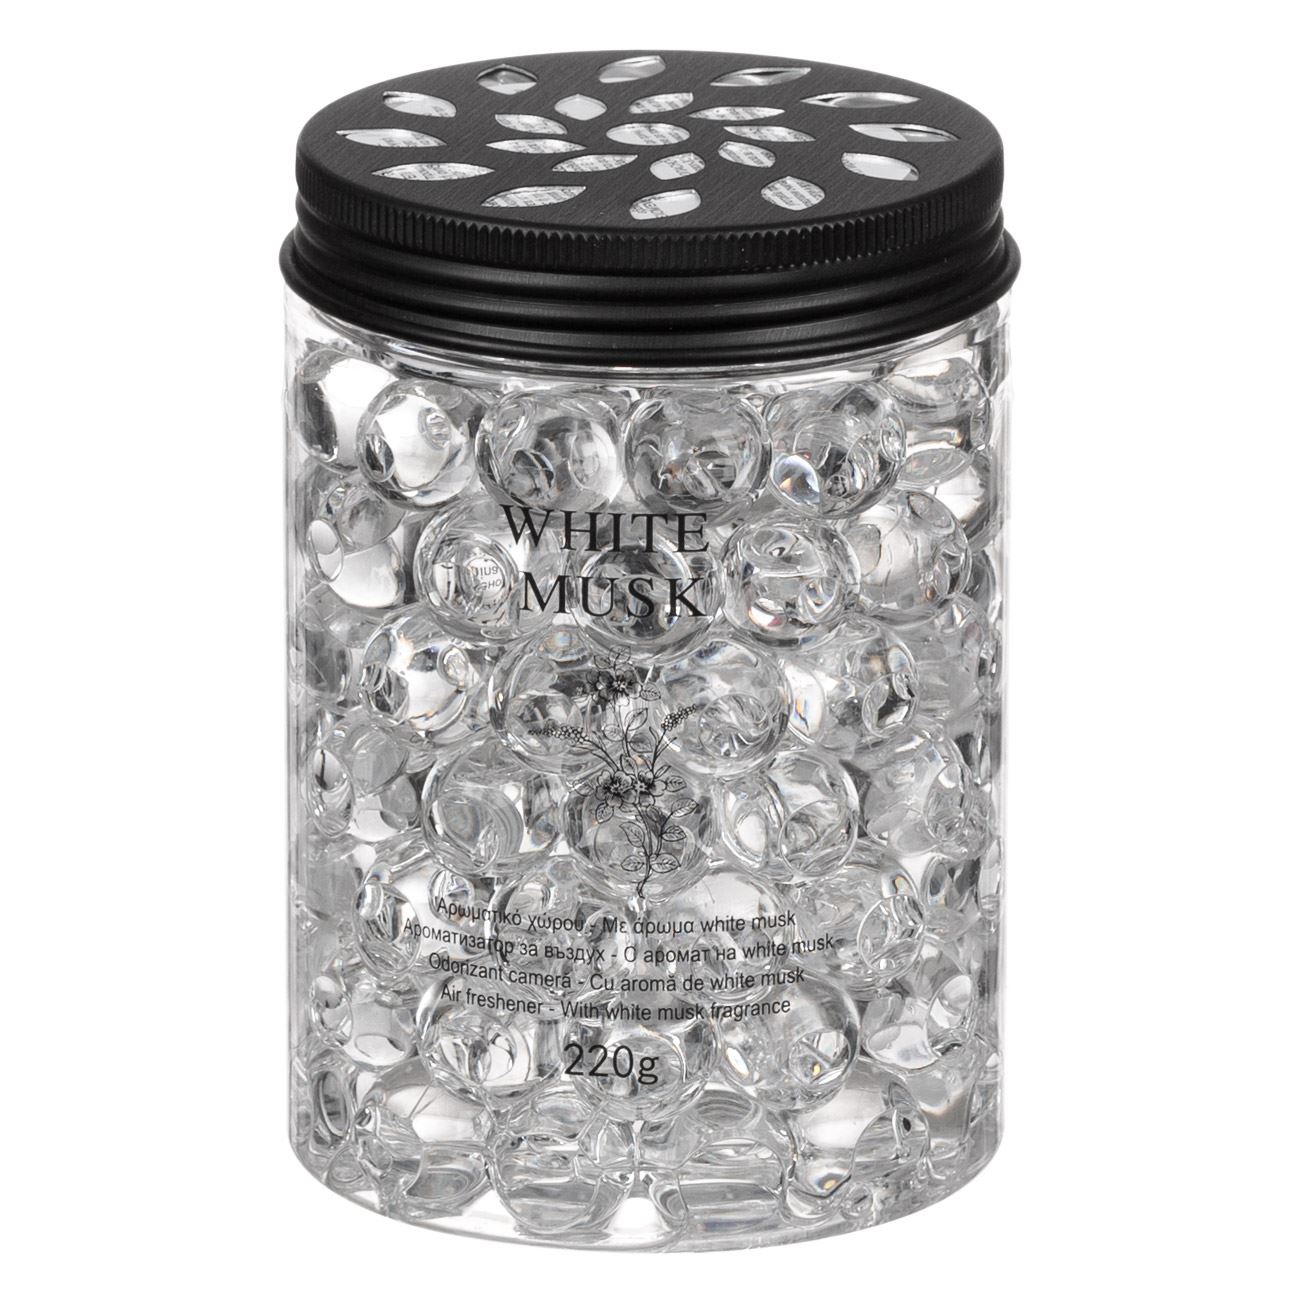 WHITE
MUSK
Αρωματικό χώρου - Με άρωμα white musk
Ароматизатор за въздух - С аромат на white musk
Odorizant cameră - Cu aromă de white musk
Air freshener - With white musk fragrance
220g